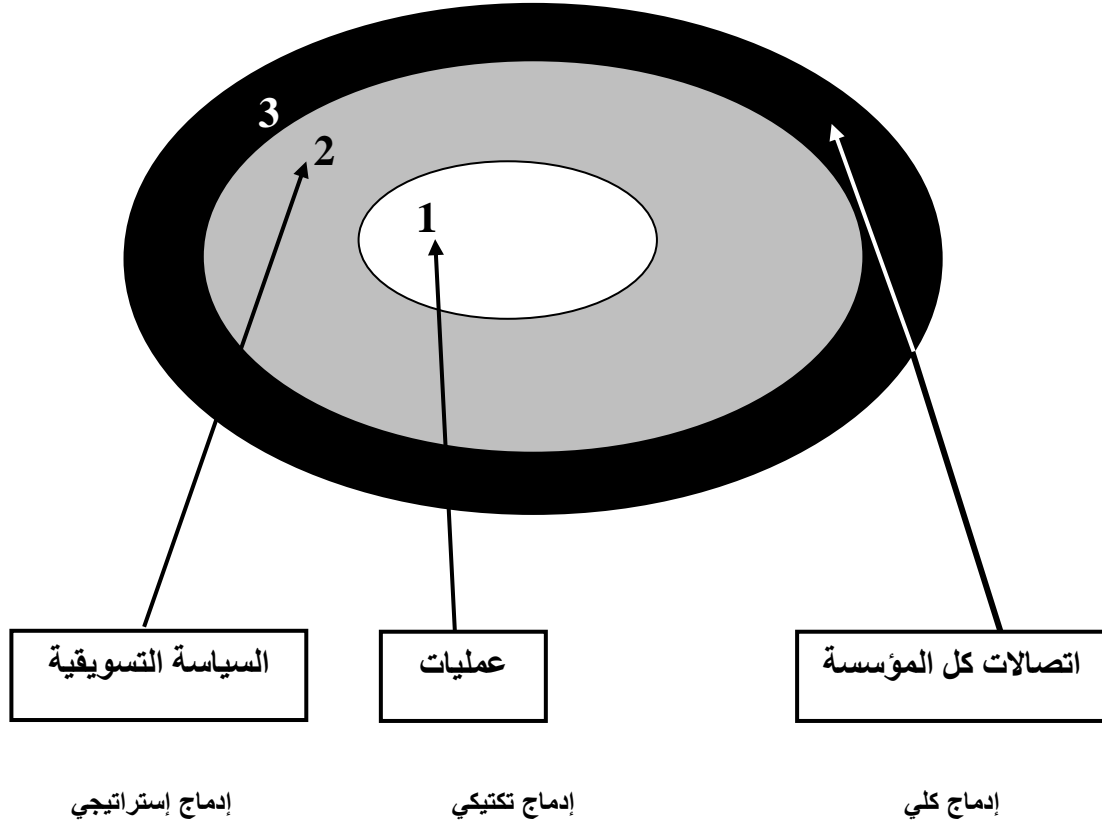 3
2
1
اتصالات كل المؤسسة
عمليات
السياسة التسويقية
إدماج كلي
إدماج تكتيكي
إدماج إستراتيجي